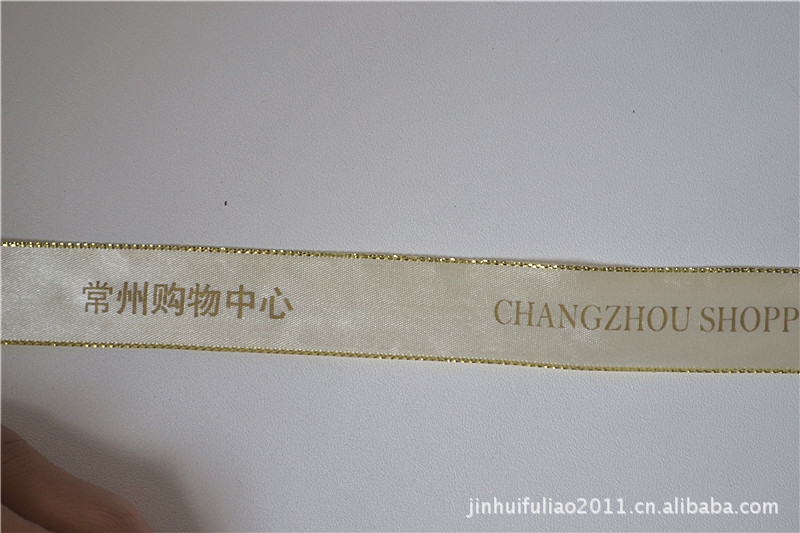 常州购物中心
CHANGZHOU SHOPP
jinhuifuliao2011.cn.alibaba.com